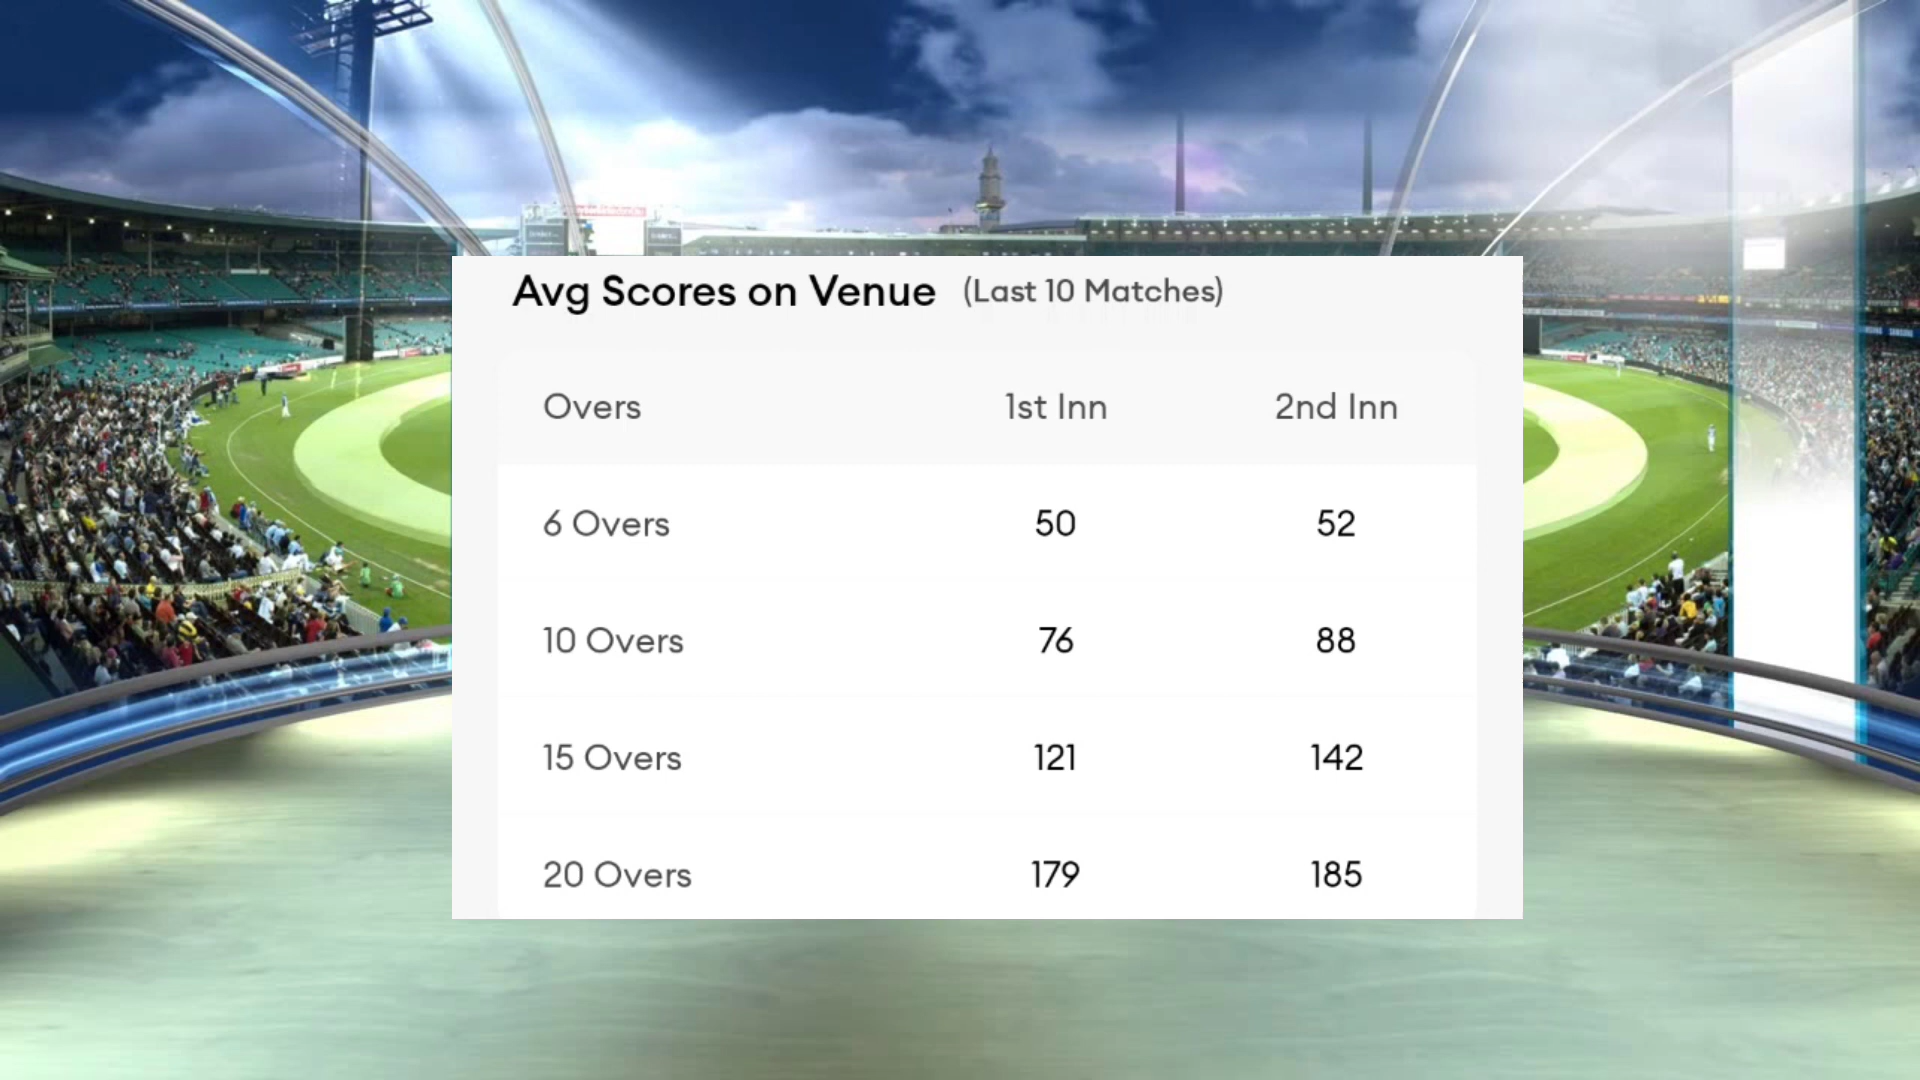 Avg Scores on Venue (Last 10 Matches)
Overs 1st Inn 2nd Inn
6 Overs 50 52
10 Overs 76 88
15 Overs 121 142
20 Overs 179 185